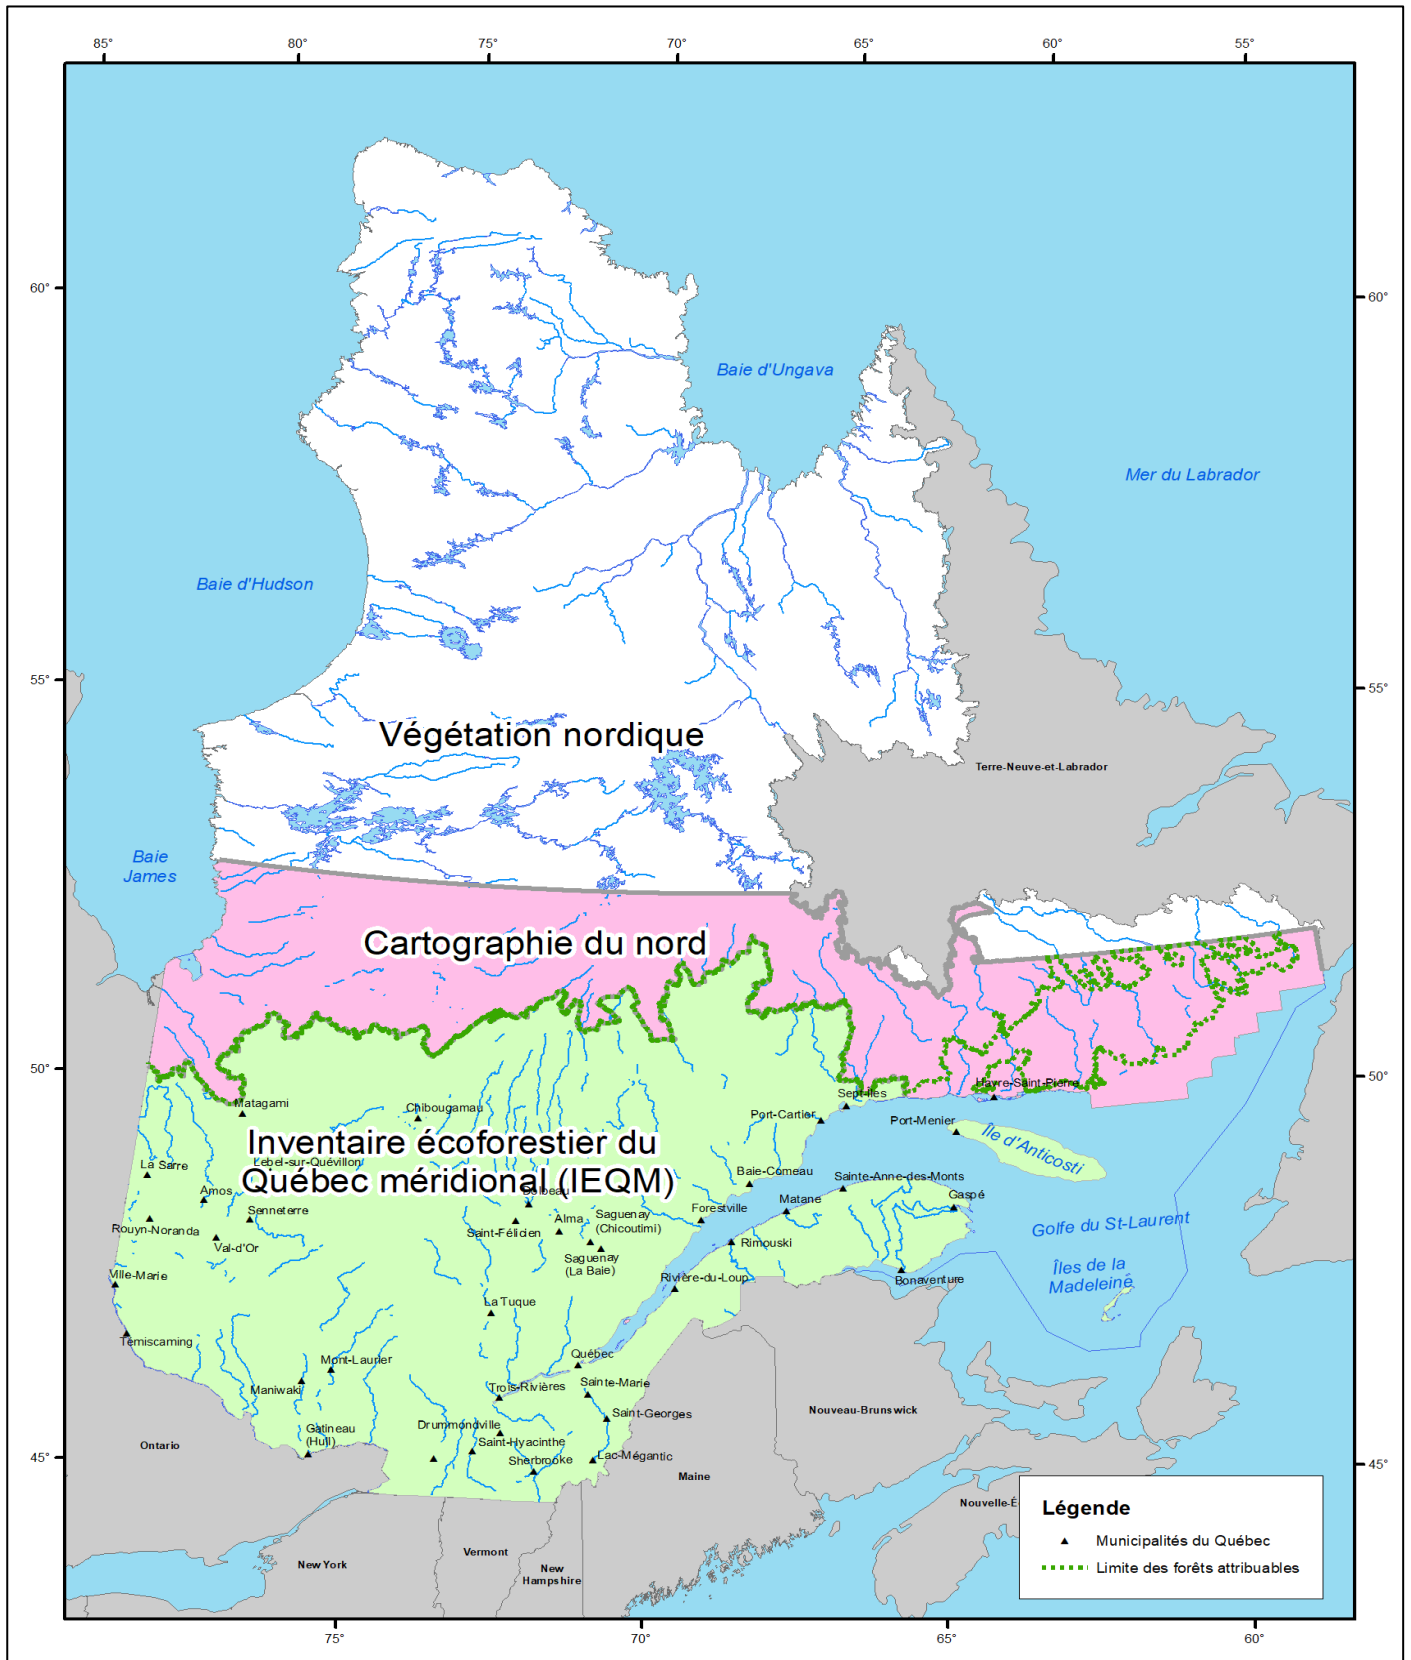 85° 80° 75° 70° 65° 60° 55°
60° 60°
Baie d'Ungava
Mer du Labrador
Baie d'Hudson
55° 55°
Végétation nordique
Terre-Neuve-et-Labrador
Baie
James
Cartographie du nord
50° 50°
Havre-Saint-Pierre
Sept-Îles
Matagami
Chibougamau
Port-Cartier
Port-Menier
Île d'Anticosti
Inventaire écoforestier du
Québec méridional (IEQM)
La Sarre
Lebel-sur-Quévillon
Baie-Comeau
Sainte-Anne-des-Monts
Amos
Dolbeau
Gaspé
Matane
Forestville
Senneterre
Alma
Saguenay
(Chicoutimi)
Rouyn-Noranda
Saint-Félicien
Golfe du St-Laurent
Val-d'Or
Rimouski
Saguenay
(La Baie)
Îles de la
Madeleine
Ville-Marie
Rivière-du-Loup
Bonaventure
La Tuque
Témiscaming
Québec
Mont-Laurier
Maniwaki
Trois-Rivières
Sainte-Marie
Nouveau-Brunswick
Saint-Georges
Gatineau
(Hull)
Drummondville
Ontario
Saint-Hyacinthe
Sherbrooke
Lac-Mégantic
45° 45°
Maine
Nouvelle-É
Légende
Municipalités du Québec
Limite des forêts attribuables
Vermont
New York
New
Hampshire
75° 70° 65° 60°